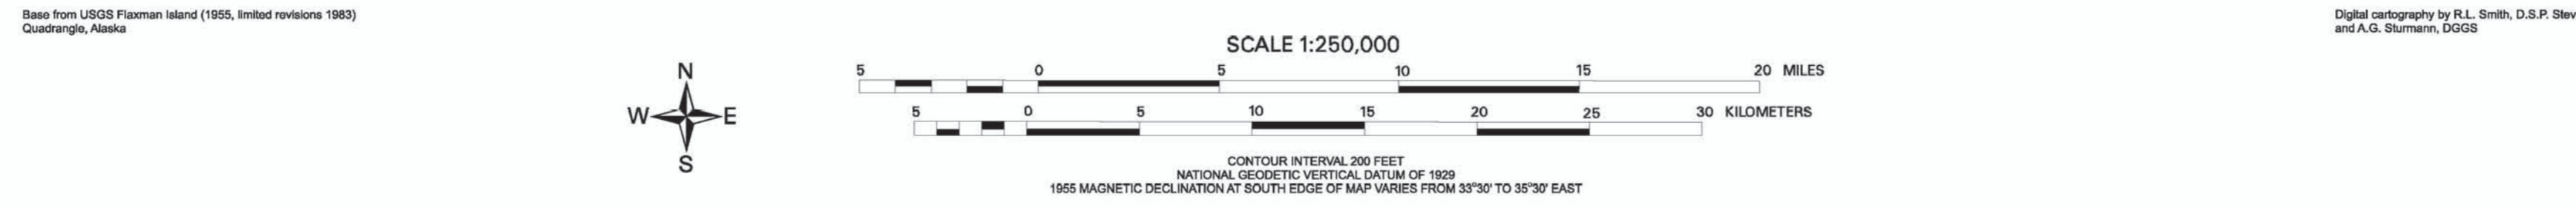 Base from USGS Flaxman Island (1955, limited revisions 1983)
Quadrangle, Alaska
Digital cartography by R.L. Smith, D.S.P. Stev
and A.G. Sturmann, DGGS
SCALE 1:250,000
N
W E
S
5 0 5 10 15 20 MILES
5 0 5 10 15 20 25 30 KILOMETERS
CONTOUR INTERVAL 200 FEET
NATIONAL GEODETIC VERTICAL DATUM OF 1929
1955 MAGNETIC DECLINATION AT SOUTH EDGE OF MAP VARIES FROM 33°30' TO 35°30' EAST